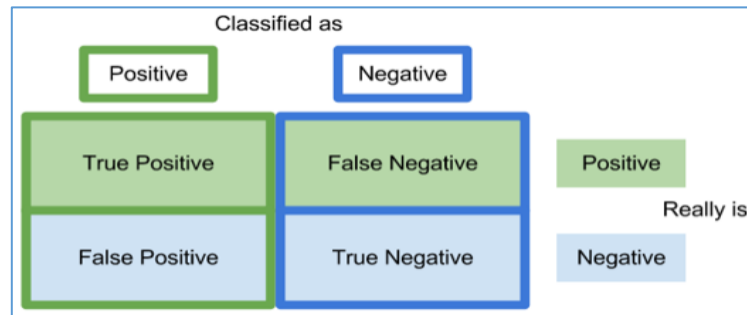 Classified as
Positive
Negative
True Positive
False Negative
Positive
Really is
False Positive
True Negative
Negative